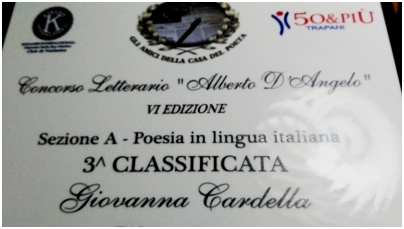 GLI AMICI DELLA CASA DEL POETA
50&PIÙ
TRAPANI
Concorso Letterario "Alberto D'Angelo"
VI EDIZIONE
Sezione A - Poesia in lingua italiana
3^ CLASSIFICATA
Giovanna Cardella